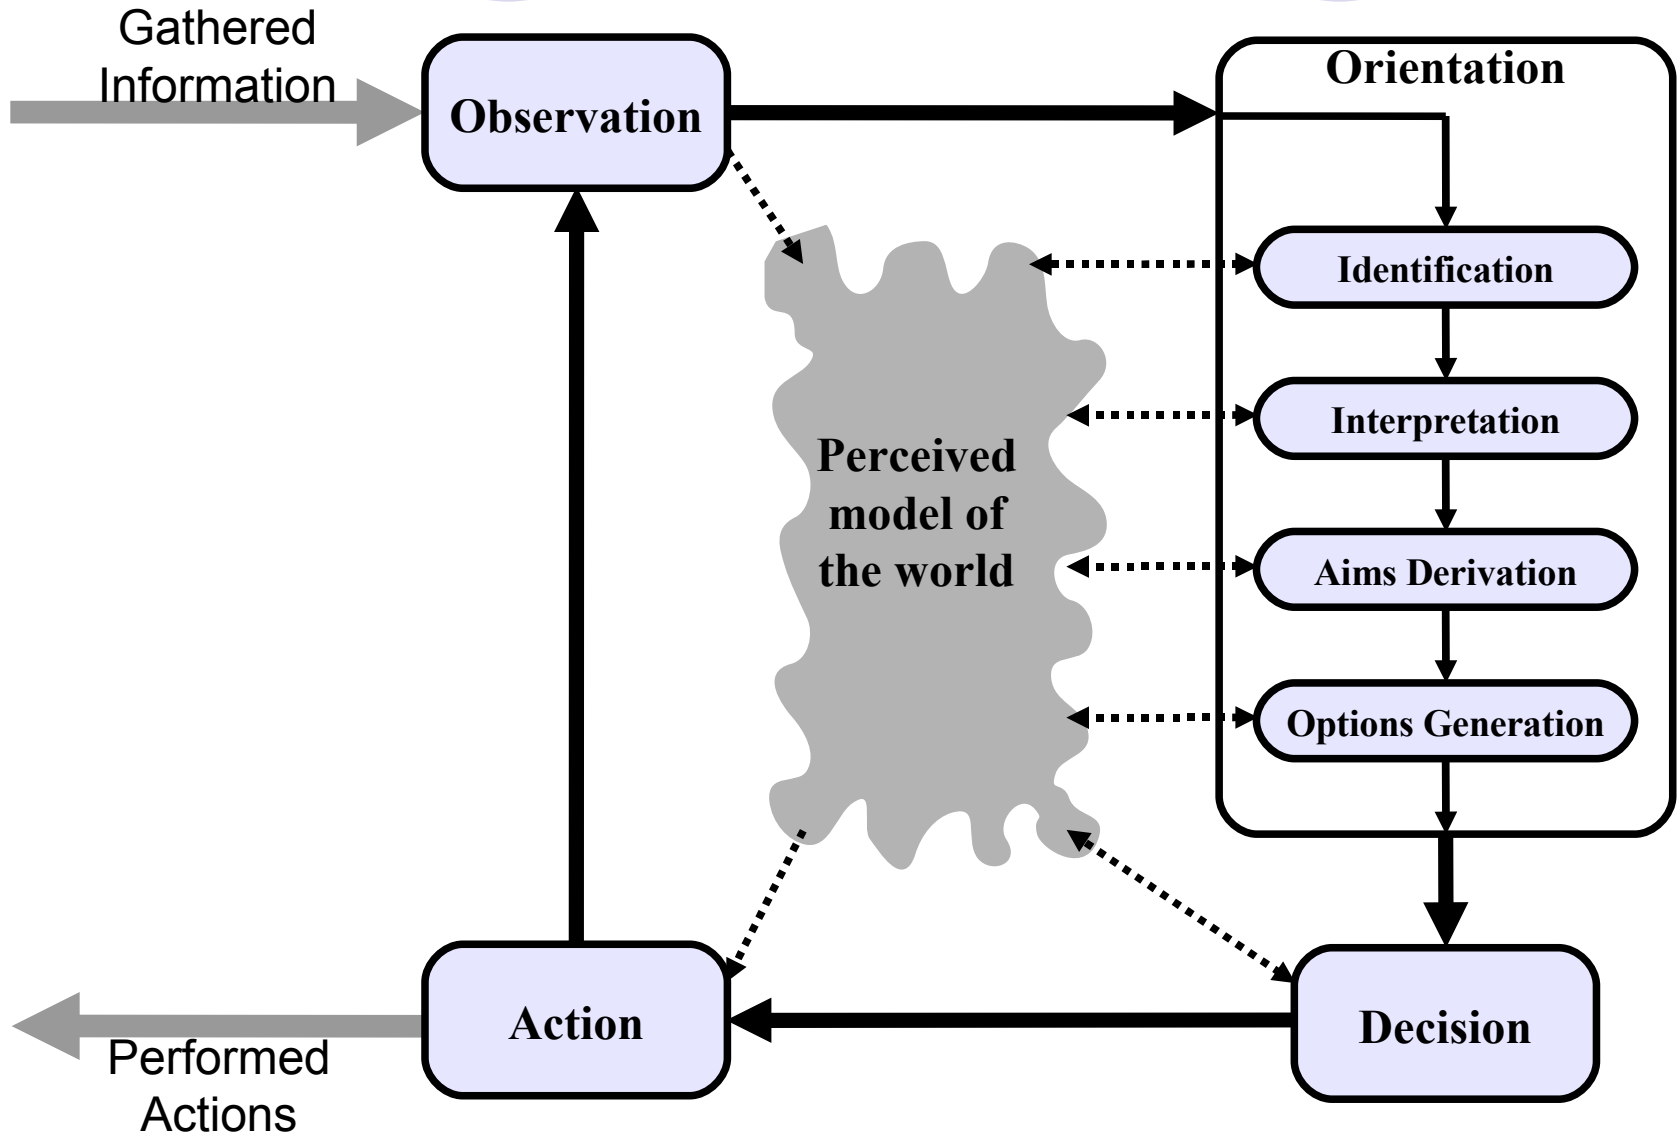 Gathered
Information
Observation
Orientation
Identification
Interpretation
Aims Derivation
Options Generation
Perceived
model of
the world
Action
Decision
Performed
Actions